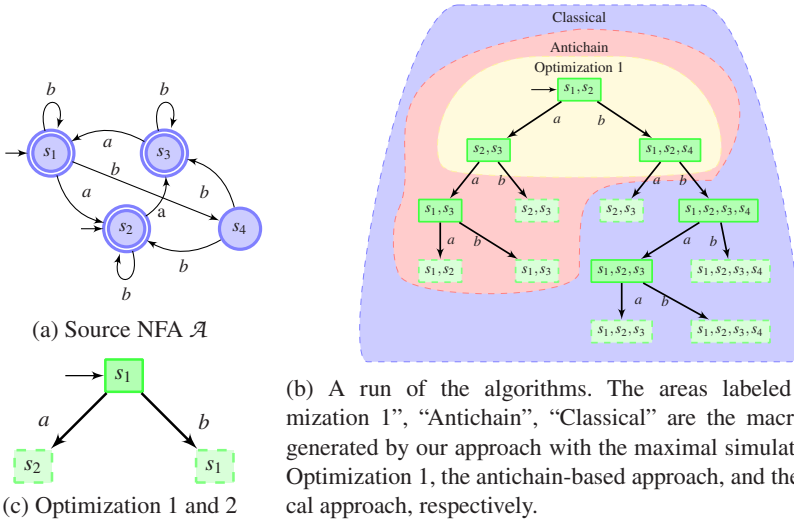 Classical
Antichain
Optimization 1
s1, s2
a
b
s2, s3
s1, s2, s4
a
b
a
b
s1, s3
s2, s3
s2, s3
s1, s2, s3, s4
a
b
a
b
s1, s2
s1, s3
s1, s2, s3
s1, s2, s3, s4
a
b
s1, s2, s3
s1, s2, s3, s4
b
b
s1
a
s3
b
a
a
b
s2
s4
b
b
(a) Source NFA 𝒜
s1
a
b
s2
s1
(c) Optimization 1 and 2
(b) A run of the algorithms. The areas labeled
mization 1”, “Antichain”, “Classical” are the macr
generated by our approach with the maximal simulat
Optimization 1, the antichain-based approach, and the
cal approach, respectively.